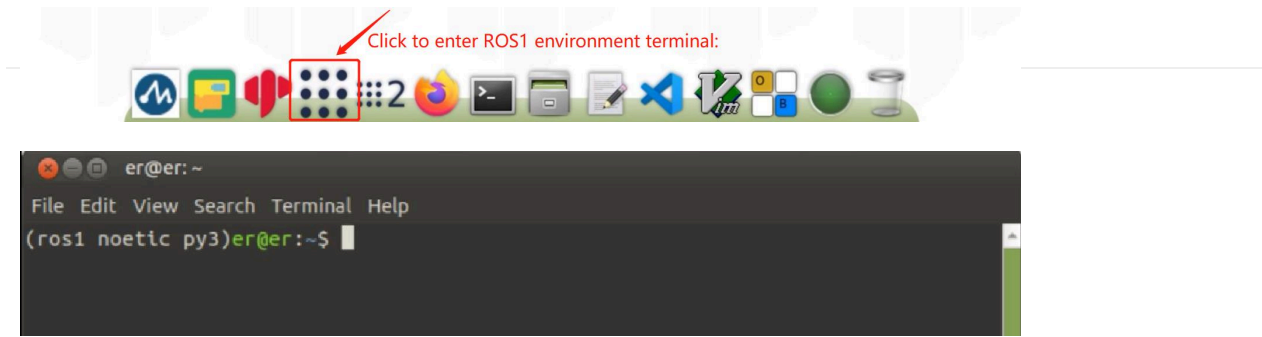 Click to enter ROS1 environment terminal:
2
>_
Vim
O
B
er@er: ~
File Edit View Search Terminal Help
(ros1 noetic py3)er@er:~$